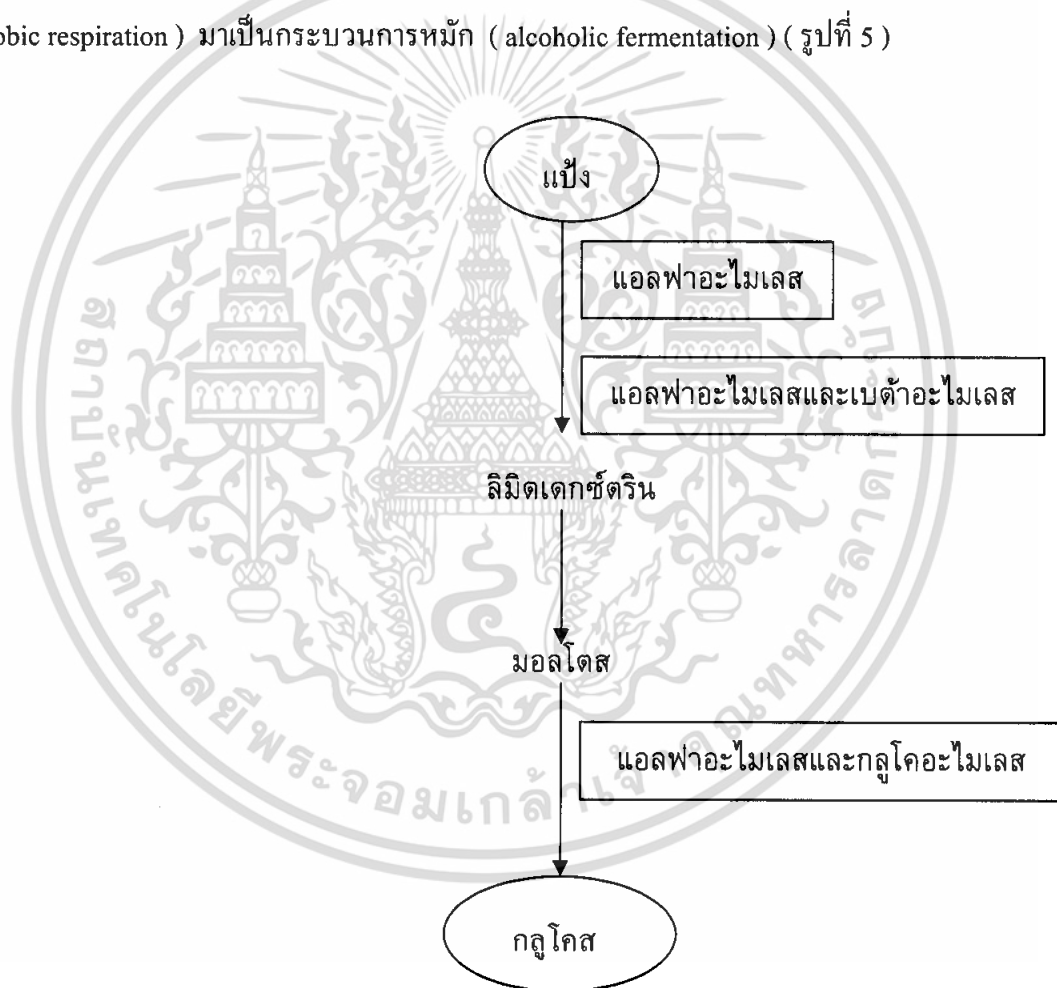 obic respiration ) มาเป็นกระบวนการหมัก ( alcoholic fermentation ) ( รูปที่ 5 )
แป้ง
แอลฟาอะไมเลส
แอลฟาอะไมเลสและเบต้าอะไมเลส
ลิมิตเดกซ์ตริน
มอลโตส
แอลฟาอะไมเลสและกลูโคอะไมเลส
กลูโคส